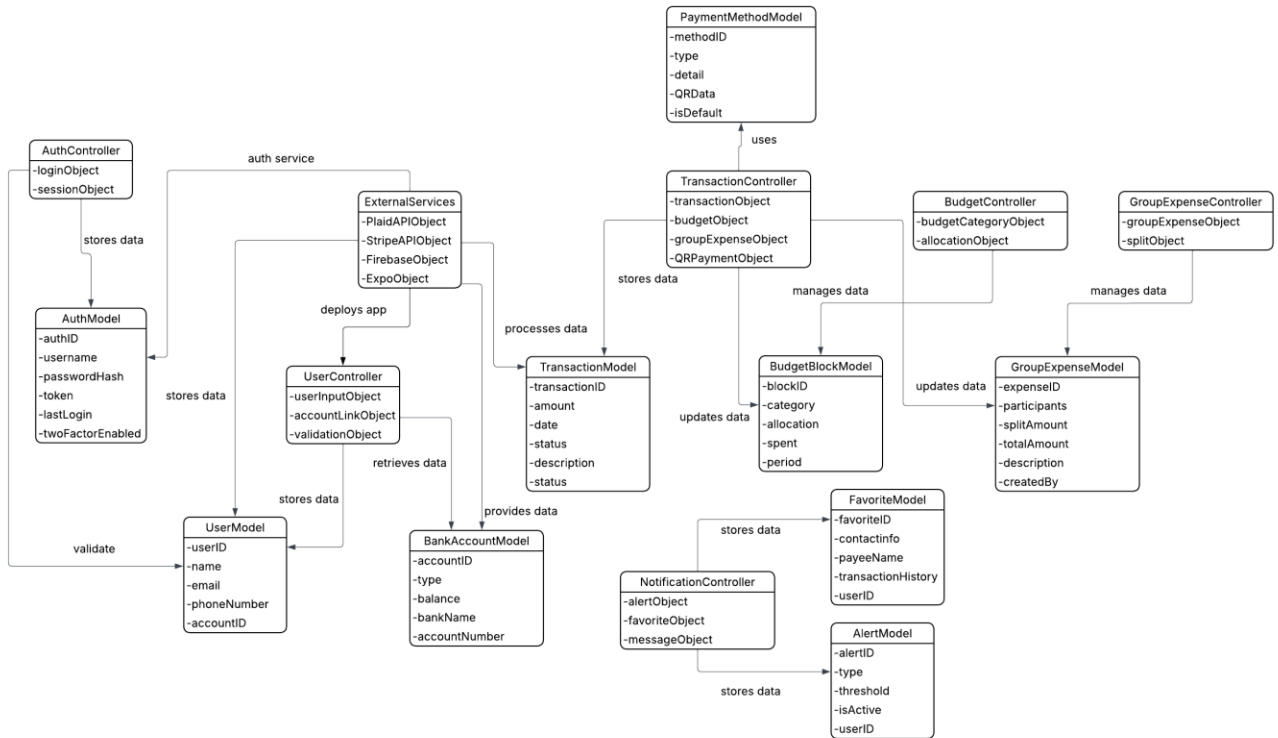 PaymentMethodModel
-methodID
-type
-detail
-QRData
-isDefault
uses
AuthController
-loginObject
-sessionObject
auth service
stores data
ExternalServices
-PlaidAPIObject
-StripeAPIObject
-FirebaseObject
-ExpoObject
TransactionController
-transactionObject
-budgetObject
-groupExpenseObject
-QRPaymentObject
BudgetController
-budgetCategoryObject
-allocationObject
GroupExpenseController
-groupExpenseObject
-splitObject
stores data
manages data
manages data
deploys app
processes data
AuthModel
-authID
-username
-passwordHash
-token
-lastLogin
-twoFactorEnabled
stores data
UserController
-userInputObject
-accountLinkObject
-validationObject
TransactionModel
-transactionID
-amount
-date
-status
-description
-status
updates data
BudgetBlockModel
-blockID
-category
-allocation
-spent
-period
updates data
GroupExpenseModel
-expenseID
-participants
-splitAmount
-totalAmount
-description
-createdBy
retrieves data
stores data
provides data
validate
UserModel
-userID
-name
-email
-phoneNumber
-accountID
BankAccountModel
-accountID
-type
-balance
-bankName
-accountNumber
stores data
FavoriteModel
-favoriteID
-contactinfo
-payeeName
-transactionHistory
-userID
NotificationController
-alertObject
-favoriteObject
-messageObject
stores data
AlertModel
-alertID
-type
-threshold
-isActive
-userID